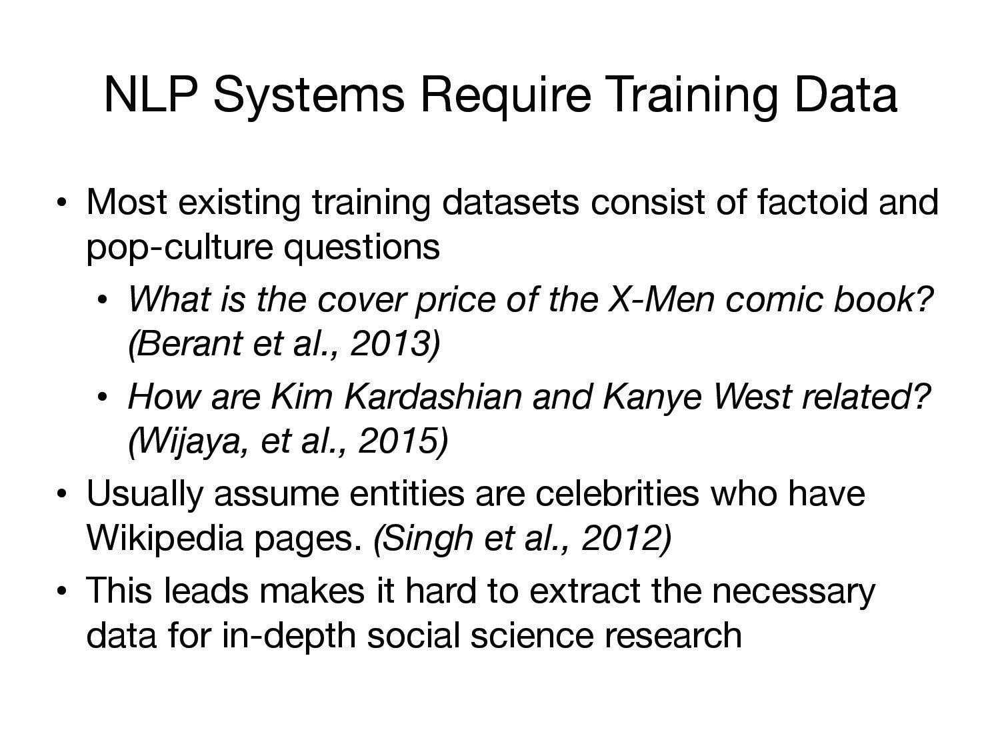 NLP Systems Require Training Data
• Most existing training datasets consist of factoid and
pop-culture questions
• What is the cover price of the X-Men comic book?
(Berant et al., 2013)
• How are Kim Kardashian and Kanye West related?
(Wijaya, et al., 2015)
• Usually assume entities are celebrities who have
Wikipedia pages. (Singh et al., 2012)
• This leads makes it hard to extract the necessary
data for in-depth social science research